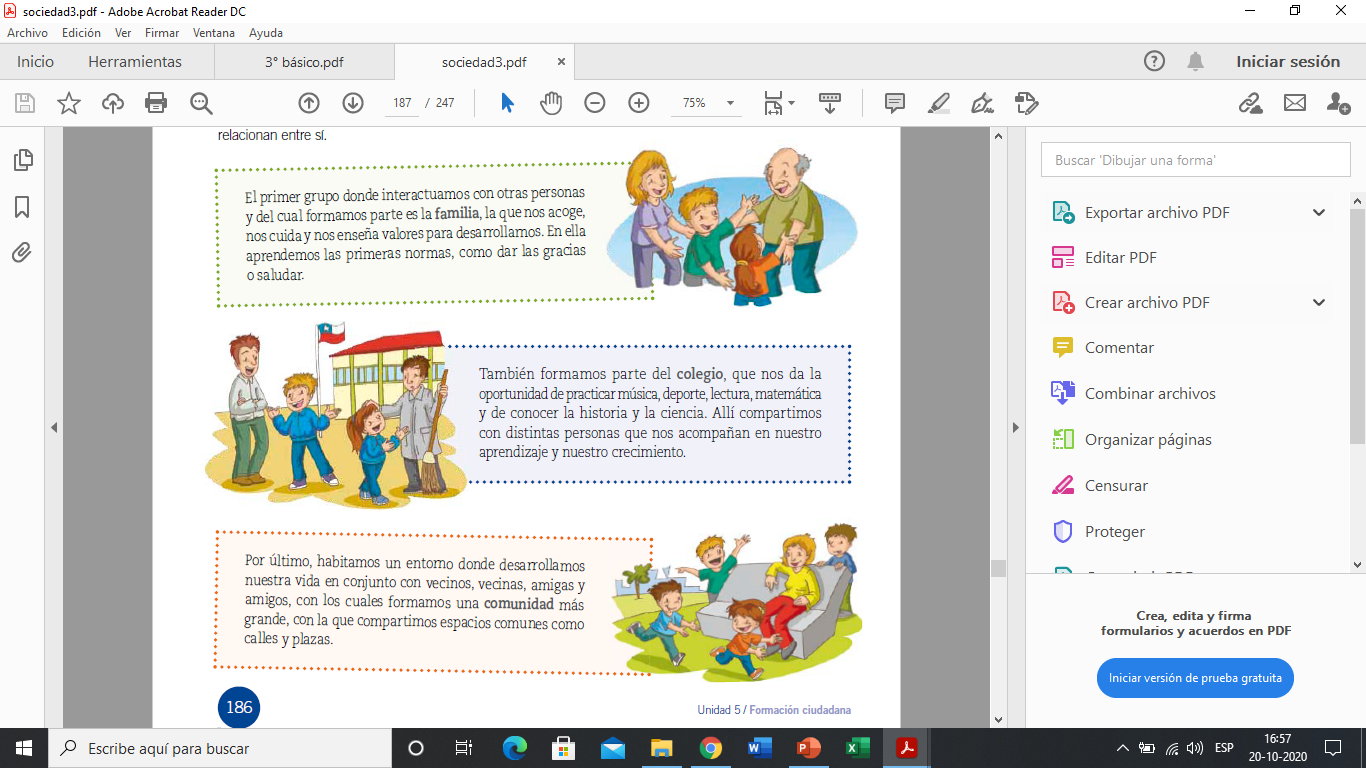 sociedad3.pdf - Adobe Acrobat Reader DC
Archivo Edición Ver Firmar Ventana Ayuda
Inicio Herramientas 3° básico.pdf sociedad3.pdf × Iniciar sesión
187 / 247 75%
relacionan entre sí.
El primer grupo donde interactuamos con otras personas
y del cual formamos parte es la familia, la que nos acoge,
nos cuida y nos enseña valores para desarrollarnos. En ella
aprendemos las primeras normas, como dar las gracias
o saludar.
También formamos parte del colegio, que nos da la
oportunidad de practicar música, deporte, lectura, matemática
y de conocer la historia y la ciencia. Allí compartimos
con distintas personas que nos acompañan en nuestro
aprendizaje y nuestro crecimiento.
Por último, habitamos un entorno donde desarrollamos
nuestra vida en conjunto con vecinos, vecinas, amigas y
amigos, con los cuales formamos una comunidad más
grande, con la que compartimos espacios comunes como
calles y plazas.
186
Unidad 5 / Formación ciudadana
Buscar 'Dibujar una forma'
Exportar archivo PDF
Editar PDF
Crear archivo PDF
Comentar
Combinar archivos
Organizar páginas
Censurar
Proteger
Crea, edita y firma
formularios y acuerdos en PDF
Iniciar versión de prueba gratuita
Escribe aquí para buscar
ESP
16:57
20-10-2020